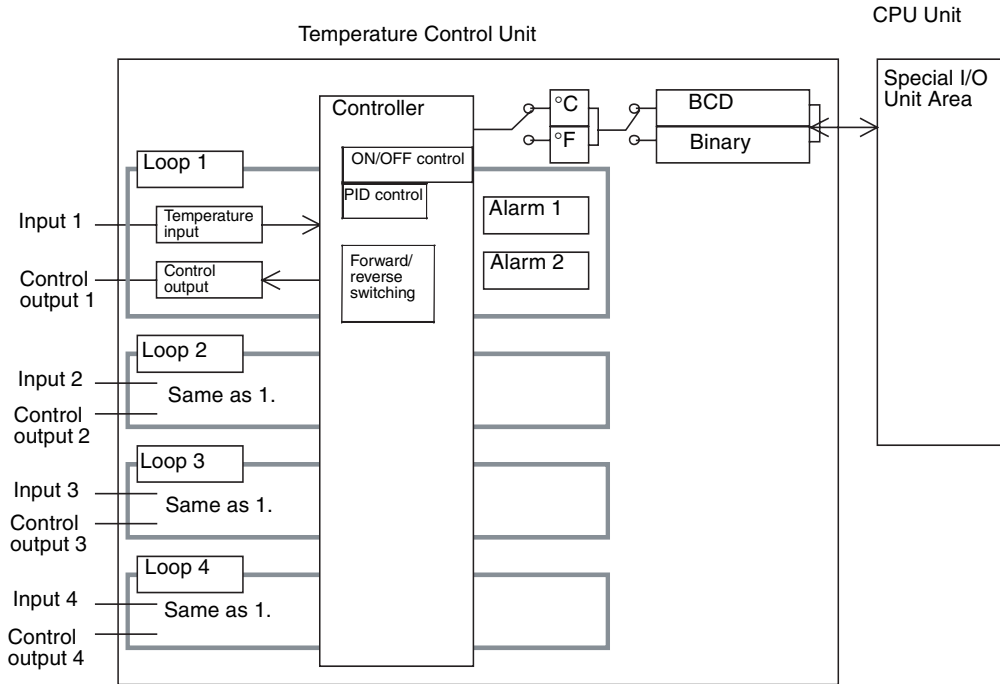 CPU Unit
Temperature Control Unit
Special I/O
Unit Area
Controller
°C
°F
BCD
Binary
ON/OFF control
PID control
Forward/
reverse
switching
Loop 1
Input 1
Temperature
input
Control
output 1
Control
output
Alarm 1
Alarm 2
Loop 2
Input 2
Same as 1.
Control
output 2
Loop 3
Input 3
Same as 1.
Control
output 3
Loop 4
Input 4
Same as 1.
Control
output 4